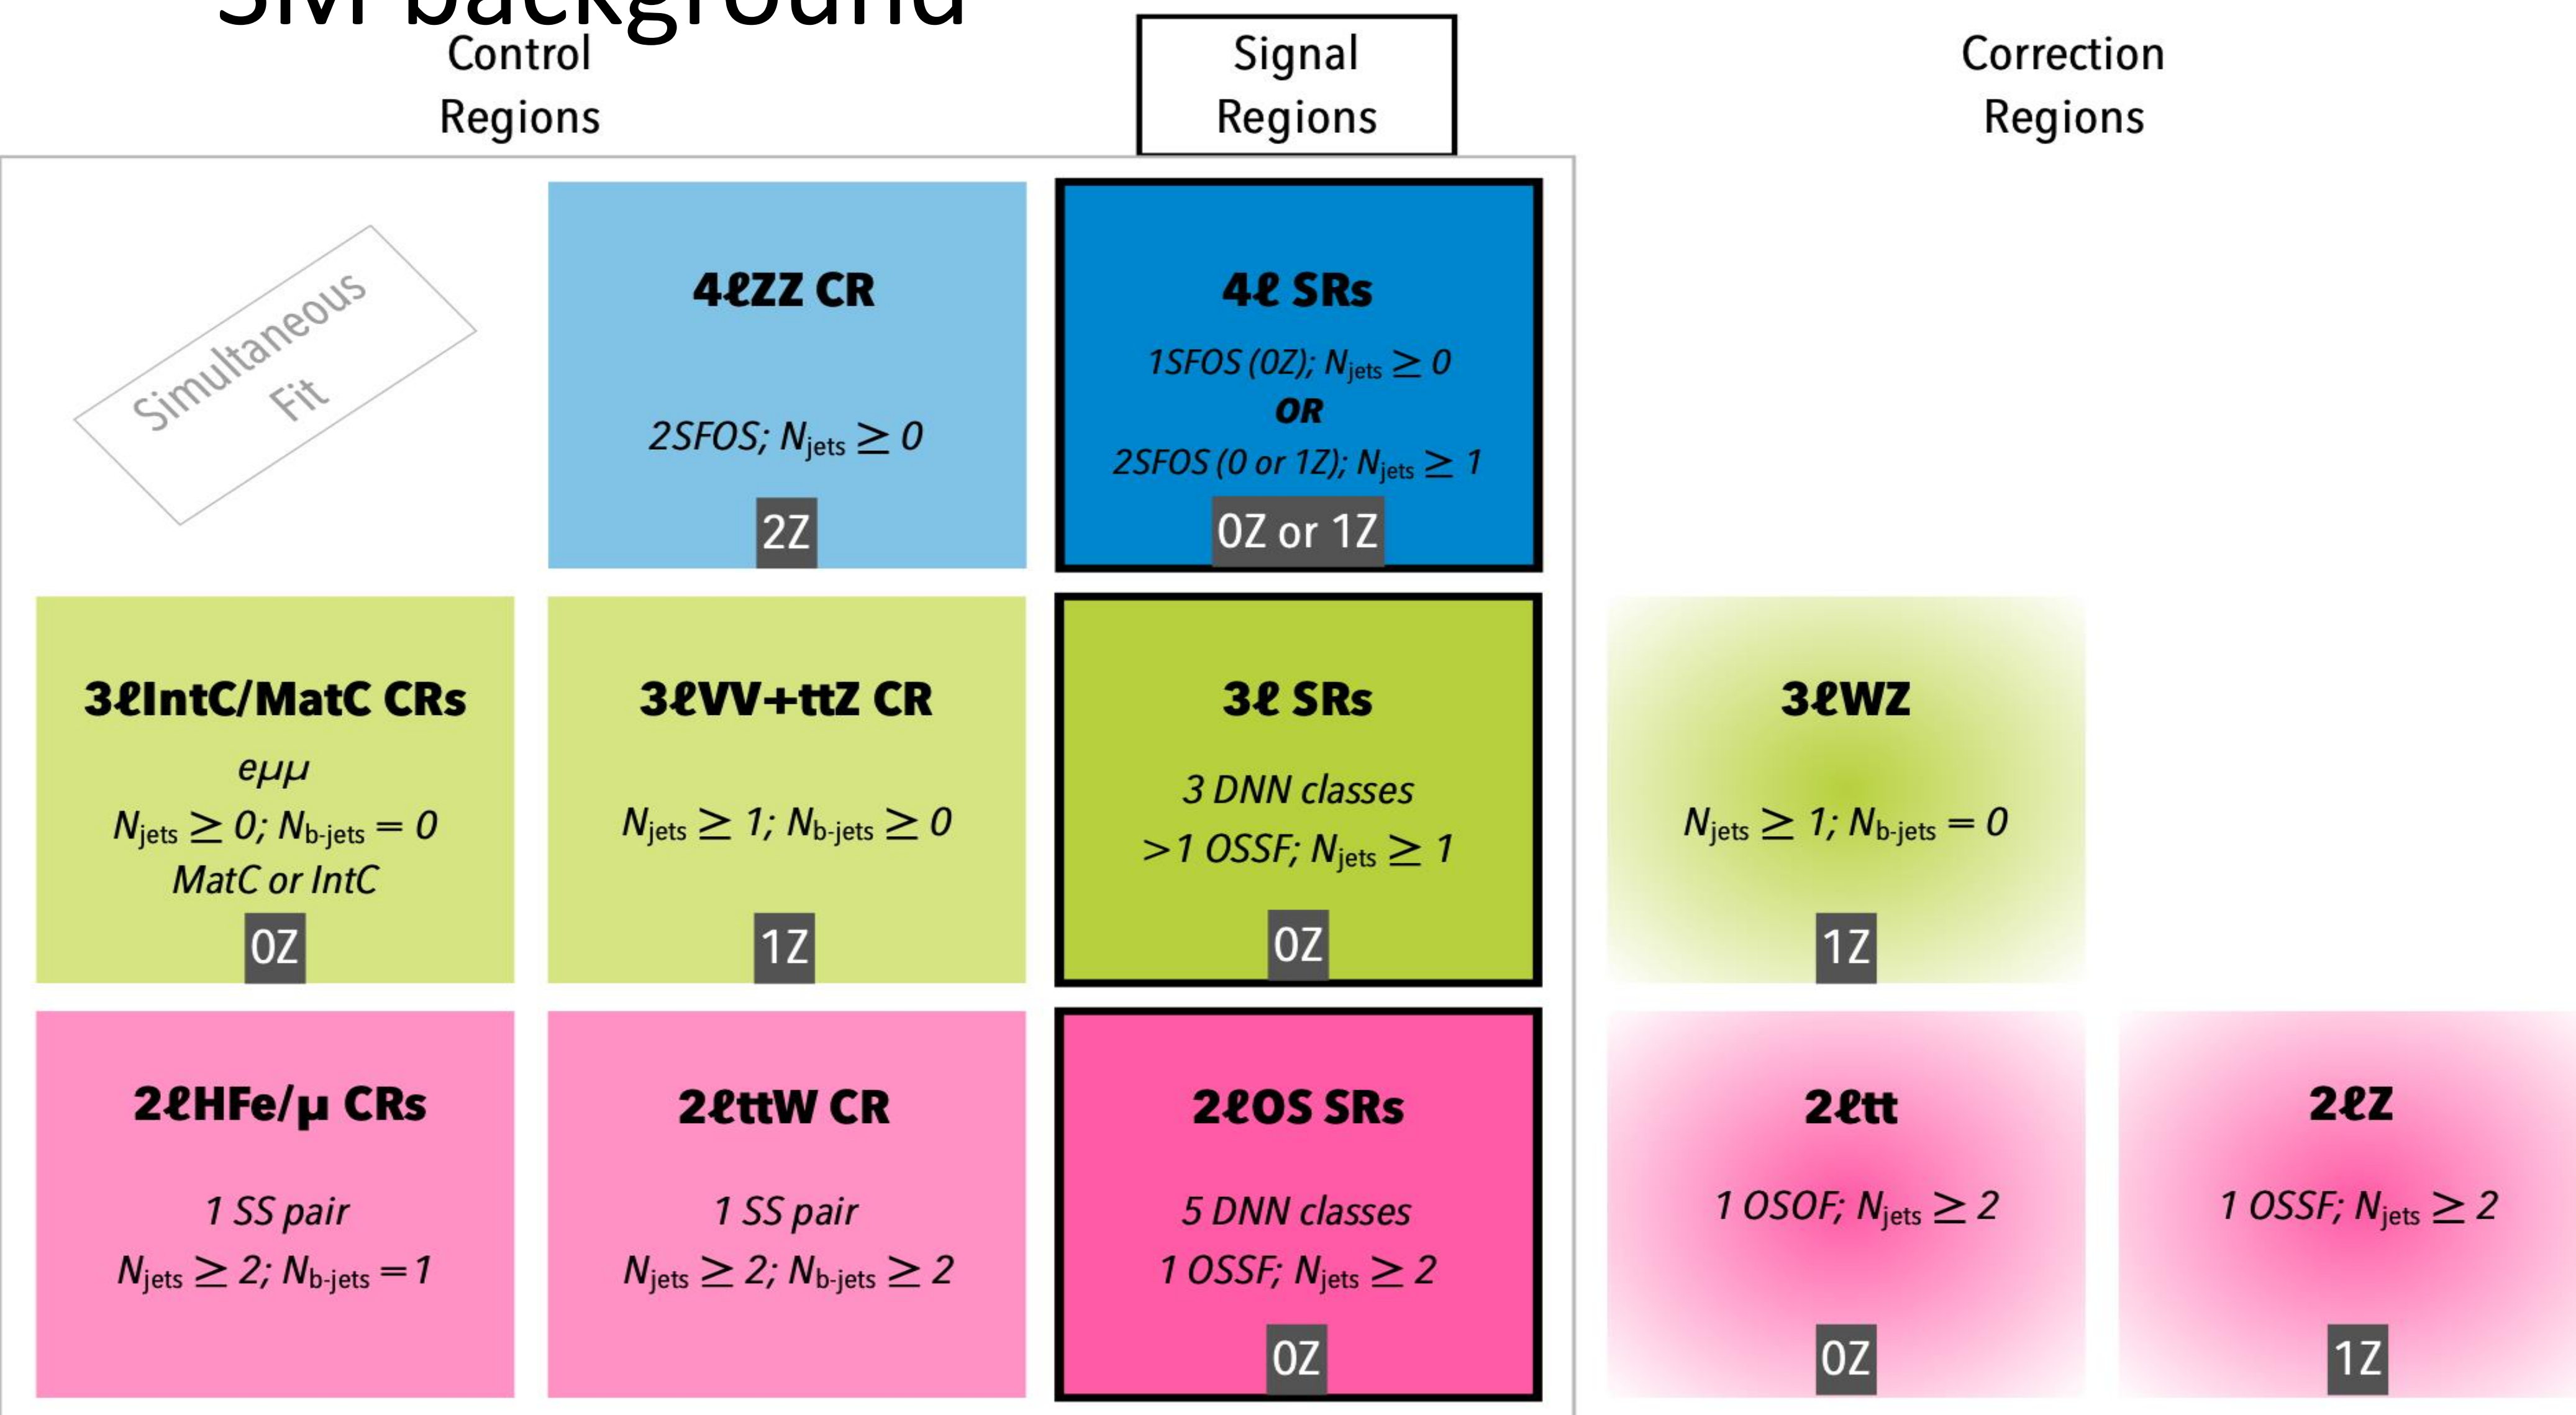 SM background
Control
Regions
Signal
Regions
Correction
Regions
Simultaneous
Fit
4ℓZZ CR
2SFOS; Njets ≥ 0
2Z
4ℓ SRs
1SFOS (0Z); Njets ≥ 0
OR
2SFOS (0 or 1Z); Njets ≥ 1
0Z or 1Z
3ℓIntC/MatC CRs
eμμ
Njets ≥ 0; Nb-jets = 0
MatC or IntC
0Z
3ℓVV+ttZ CR
Njets ≥ 1; Nb-jets ≥ 0
1Z
3ℓ SRs
3 DNN classes
>1 OSSF; Njets ≥ 1
0Z
3ℓWZ
Njets ≥ 1; Nb-jets = 0
1Z
2ℓHFe/μ CRs
1 SS pair
Njets ≥ 2; Nb-jets = 1
2ℓttW CR
1 SS pair
Njets ≥ 2; Nb-jets ≥ 2
2ℓOS SRs
5 DNN classes
1 OSSF; Njets ≥ 2
0Z
2ℓtt
1 OSOF; Njets ≥ 2
0Z
2ℓZ
1 OSSF; Njets ≥ 2
1Z